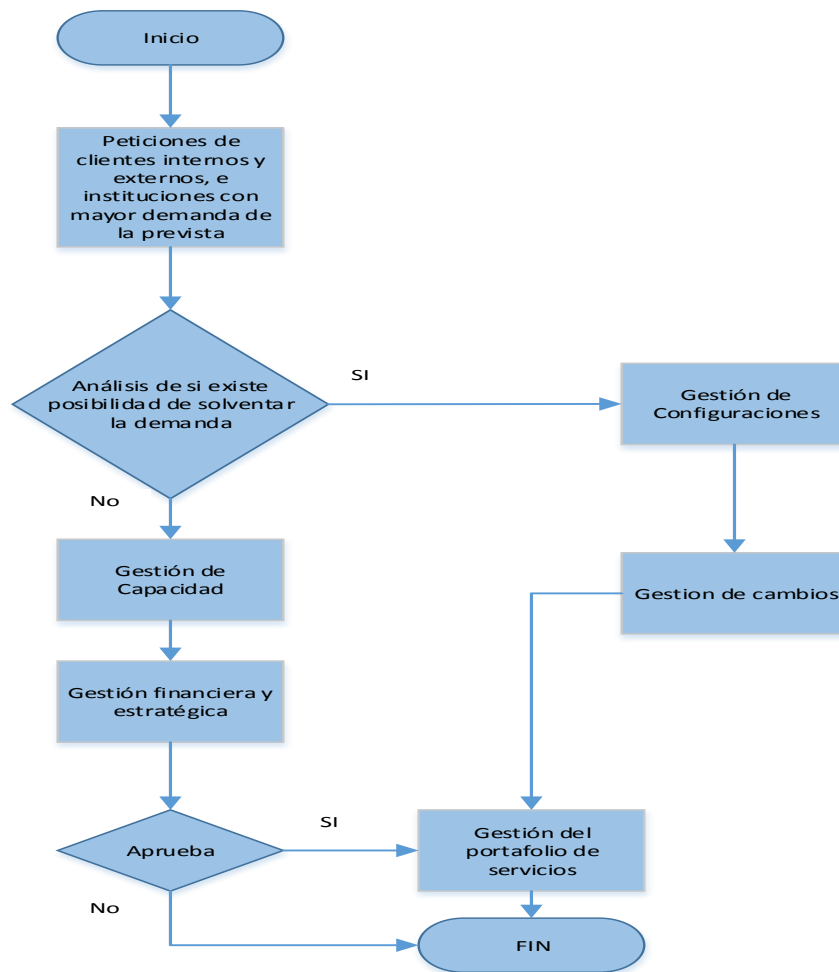 Inicio
Peticiones de
clientes internos y
externos, e
instituciones con
mayor demanda de
la prevista
Análisis de si existe
posibilidad de solventar
la demanda
SI
Gestión de
Configuraciones
No
Gestión de
Capacidad
Gestion de cambios
Gestión financiera y
estratégica
Aprueba
SI
Gestión del
portafolio de
servicios
No
FIN